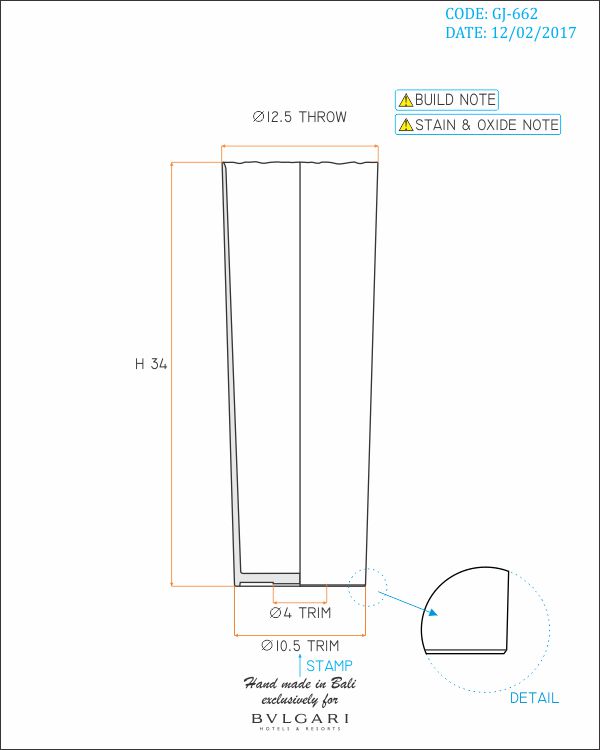 CODE: GJ-662
DATE: 12/02/2017
BUILD NOTE
STAIN & OXIDE NOTE
Ø12.5 THROW
H 34
Ø4 TRIM
Ø10.5 TRIM
STAMP
Hand made in Bali
exclusively for
BVLGARI
HOTELS & RESORTS
DETAIL